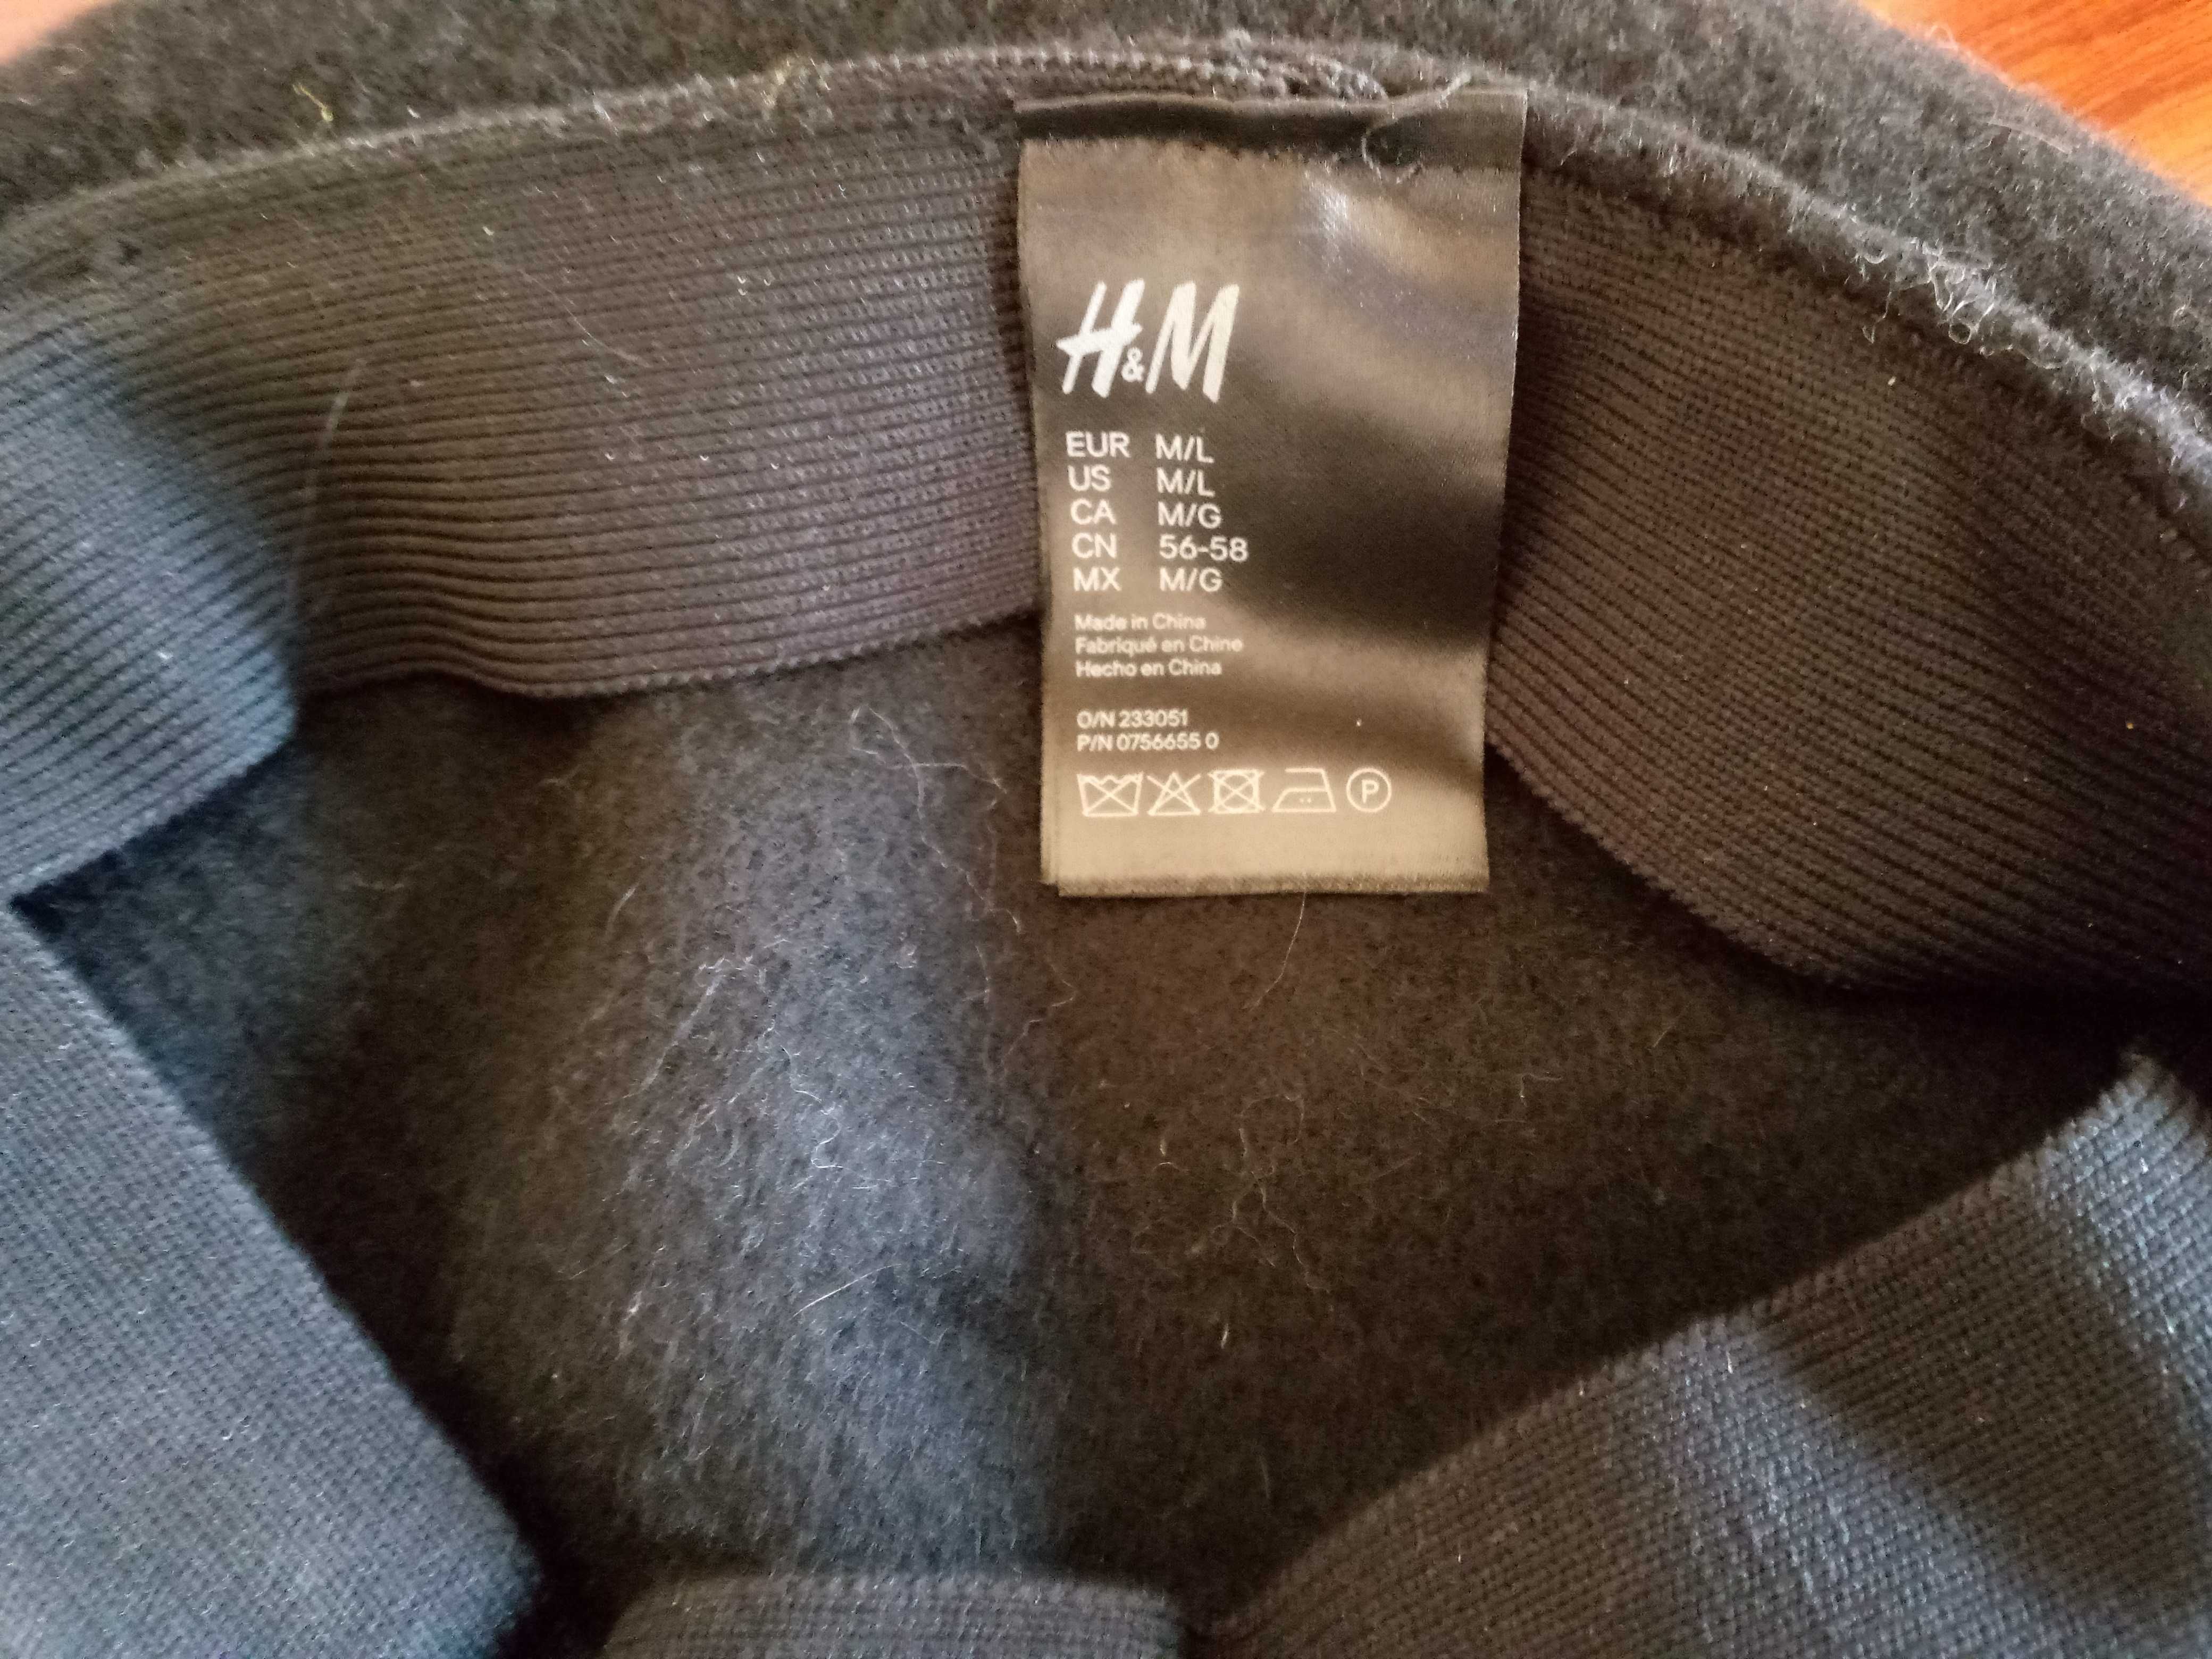 H&M
EUR M/L
US M/L
CA M/G
CN 56-58
MX M/G
Made in China
Fabriqué en Chine
Hecho en China
O/N 233051
P/N 0756655 0
P